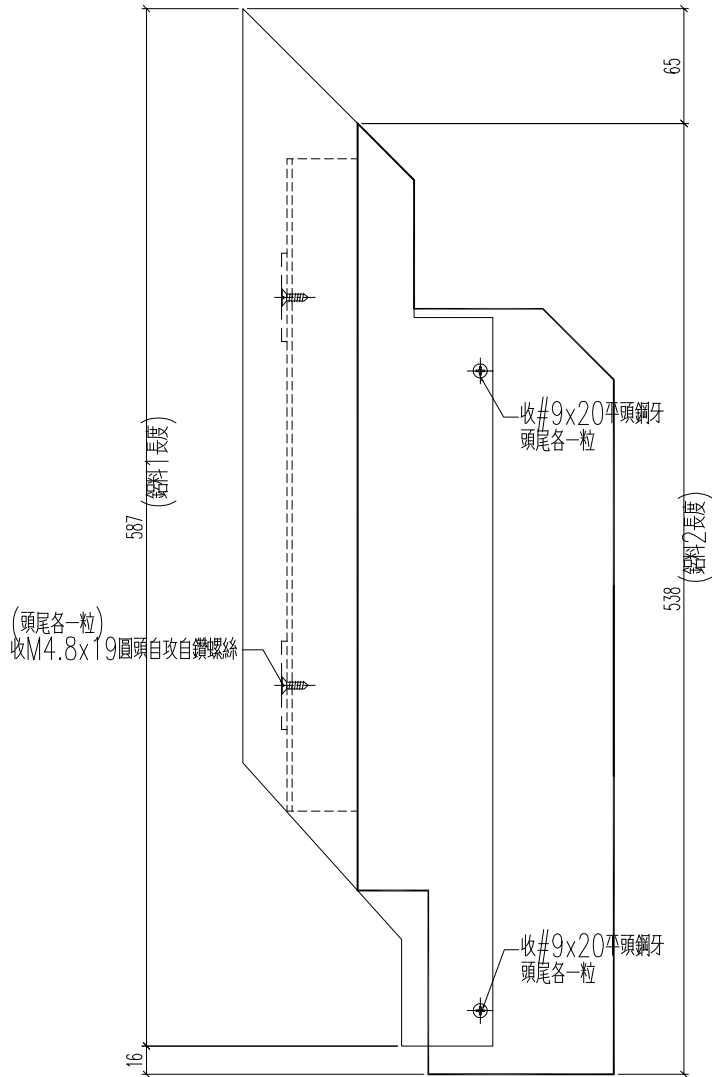 65
收#9x20平頭鋼牙
頭尾各一粒
(鋁料1長度)
587
(鋁料2長度)
538
(頭尾各一粒)
收M4.8x19圓頭自攻自鑽螺絲
收#9x20平頭鋼牙
頭尾各一粒
16